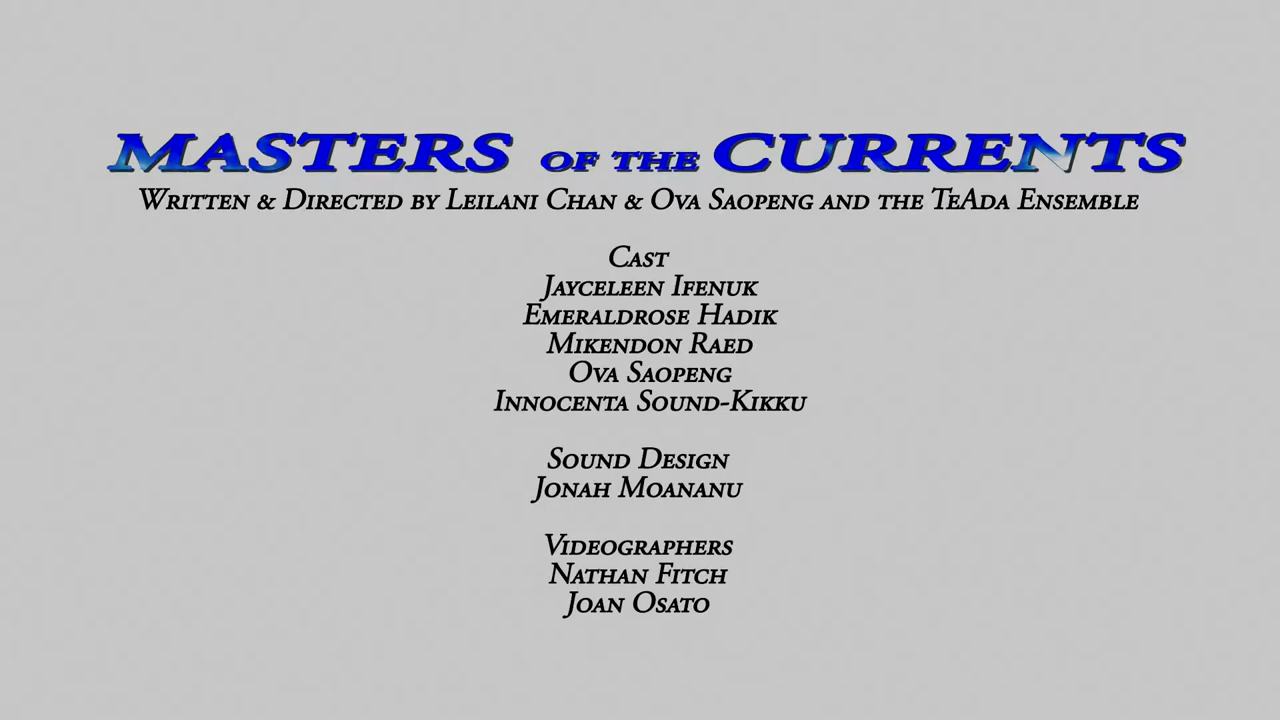 MASTERS OF THE CURRENTS
WRITTEN & DIRECTED BY LEILANI CHAN & OVA SAOPENG AND THE TEADA ENSEMBLE
CAST
JAYCELEEN IFENUK
EMERALDROSE HADIK
MIKENDON RAED
OVA SAOPENG
INNOCENTA SOUND-KIKKU
SOUND DESIGN
JONAH MOANANU
VIDEOGRAPHERS
NATHAN FITCH
JOAN OSATO